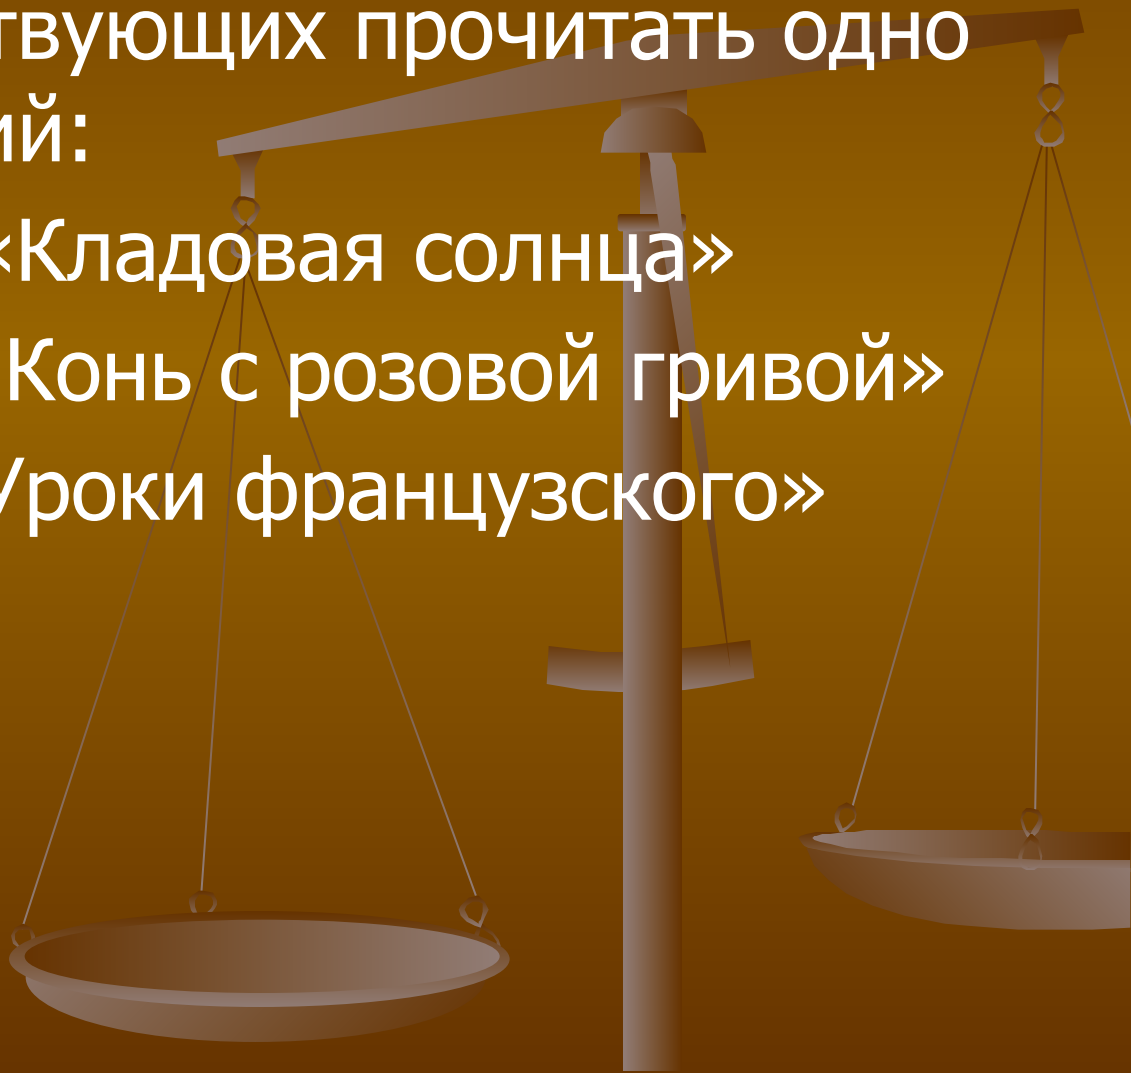 твующих прочитать одно
ий:
«Кладовая солнца»
Конь с розовой гривой»
Уроки французского»